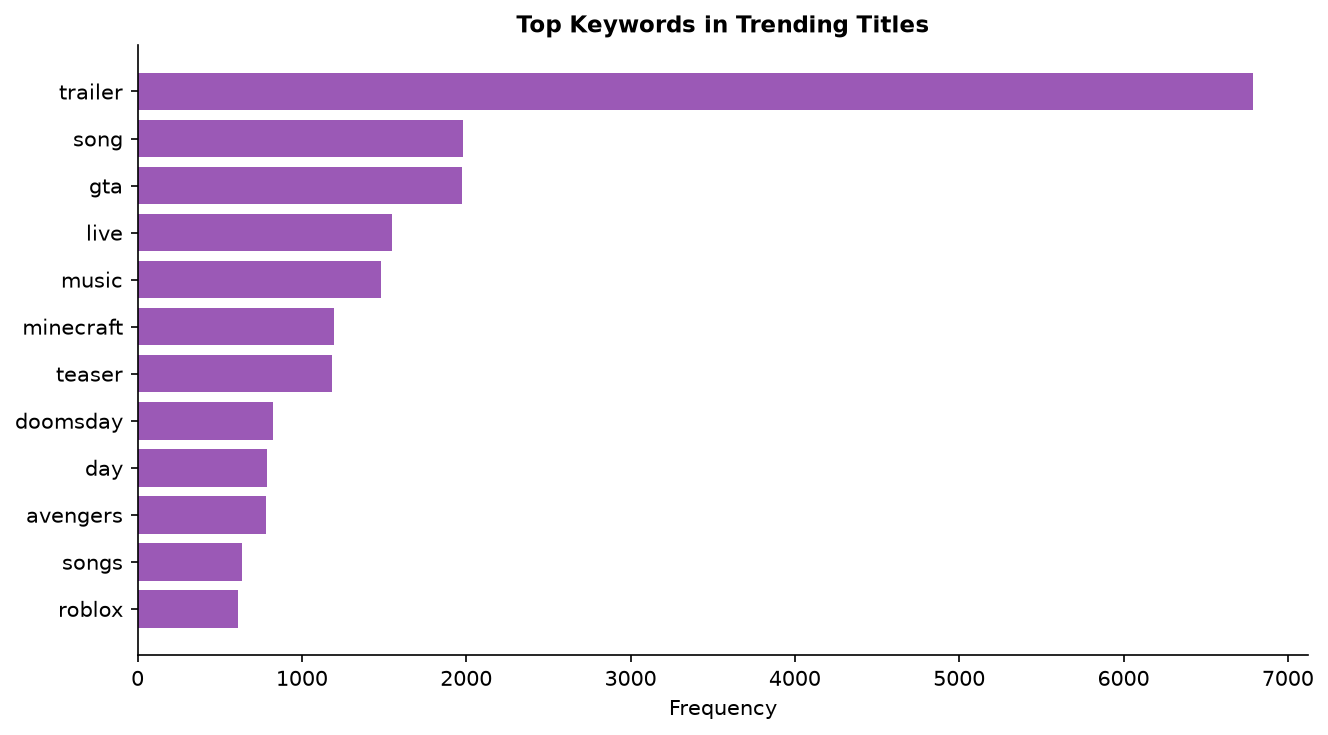 Top Keywords in Trending Titles
trailer
song
gta
live
music
minecraft
teaser
doomsday
day
avengers
songs
roblox
0 1000 2000 3000 4000 5000 6000 7000
Frequency